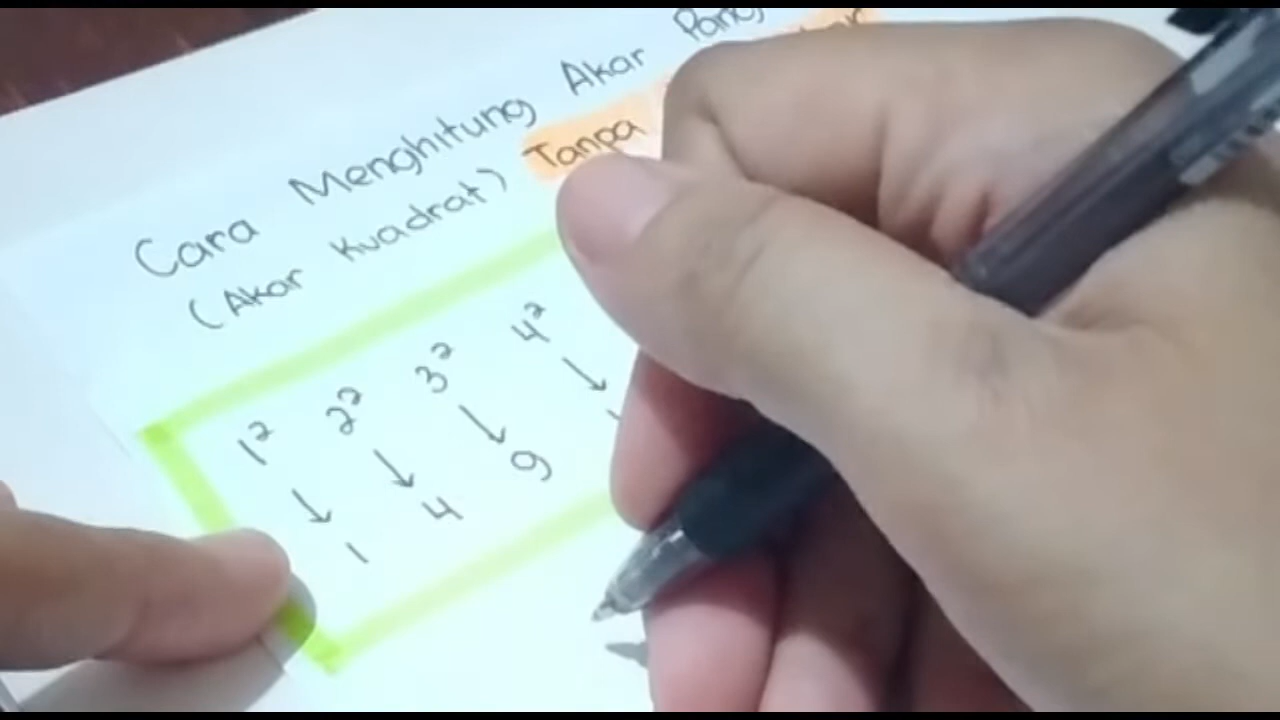 Cara Menghitung Akar
(Akar Kuadrat) Tanpa
1² 2² 3² 4²
↓ ↓ ↓ ↓
1 4 9